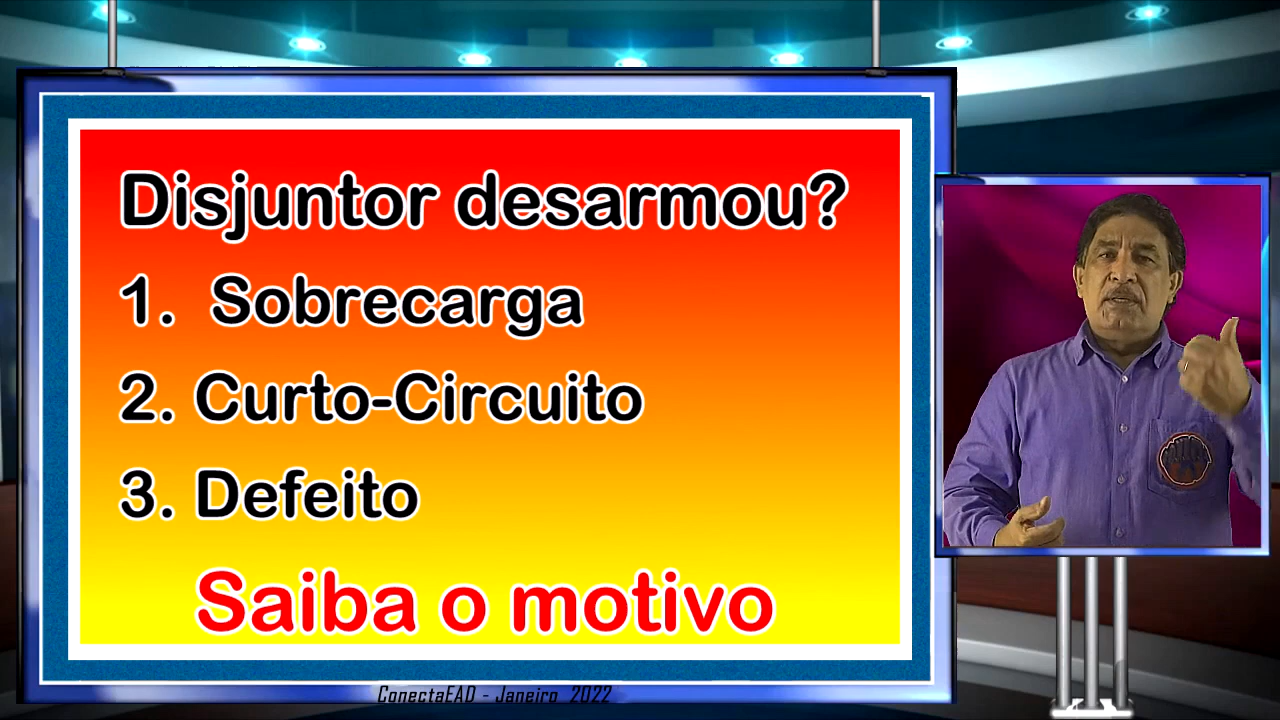 Disjuntor desarmou?
1. Sobrecarga
2. Curto-Circuito
3. Defeito
Saiba o motivo
ConectaEAD - Janeiro 2022